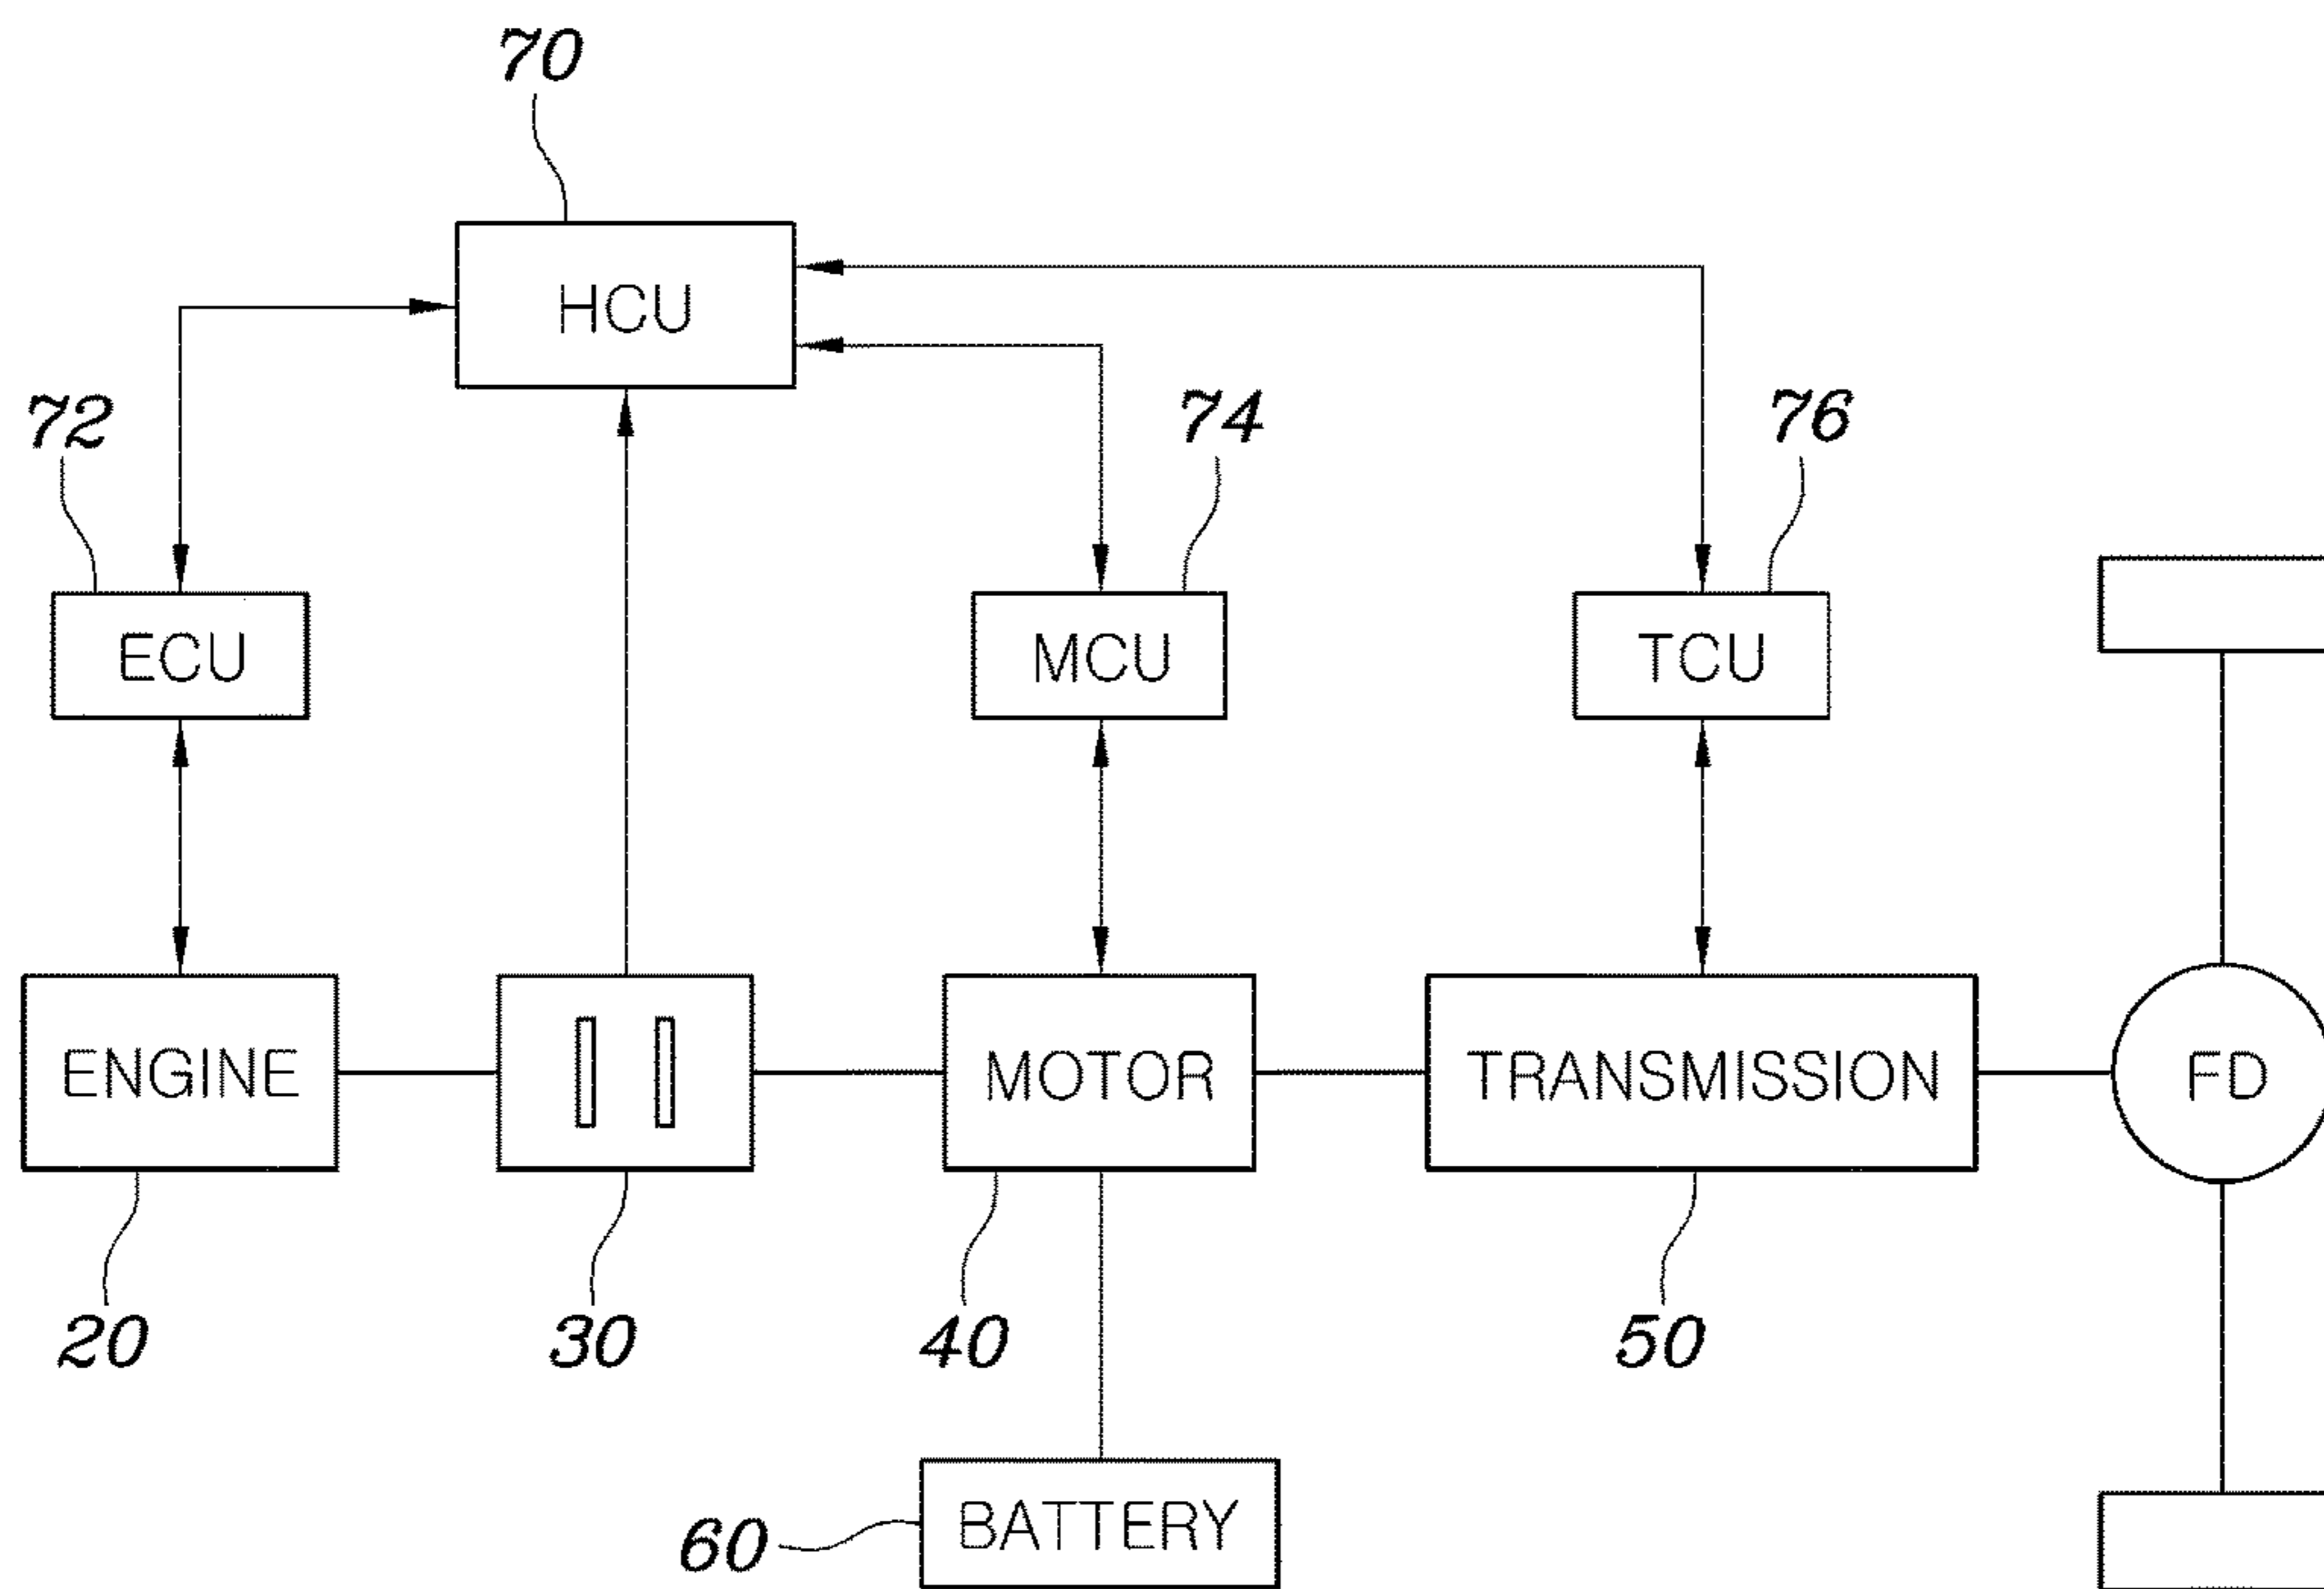 70
HCU
72
74
76
ECU
MCU
TCU
ENGINE
MOTOR
TRANSMISSION
FD
20
30
40
50
60
BATTERY